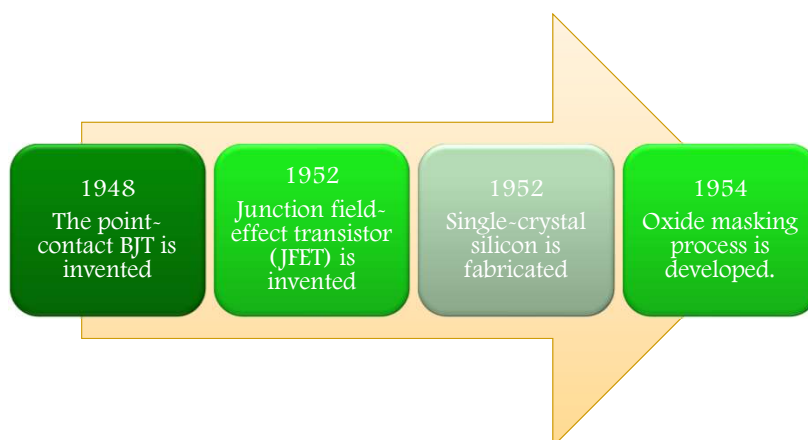 1948
The point-
contact BJT is
invented
1952
Junction field-
effect transistor
(JFET) is
invented
1952
Single-crystal
silicon is
fabricated
1954
Oxide masking
process is
developed.